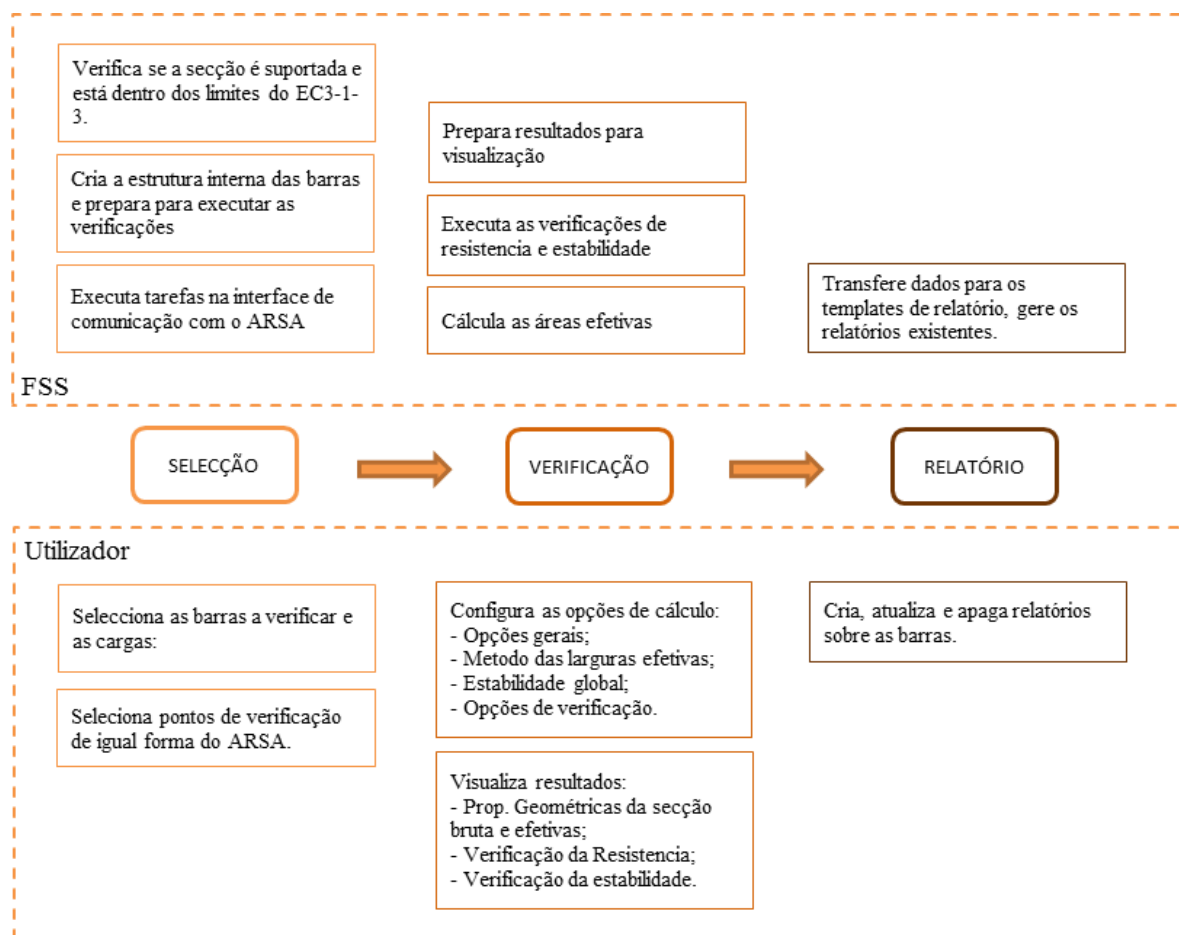 Verifica se a secção é suportada e
está dentro dos limites do EC3-1-
3.
Cria a estrutura interna das barras
e prepara para executar as
verificações
Executa tarefas na interface de
comunicação com o ARSA
Prepara resultados para
visualização
Executa as verificações de
resistencia e estabilidade
Cálcula as áreas efetivas
Transfere dados para os
templates de relatório, gere os
relatórios existentes.
FSS
SELECÇÃO
VERIFICAÇÃO
RELATÓRIO
Utilizador
Selecciona as barras a verificar e
as cargas:
Seleciona pontos de verificação
de igual forma do ARSA.
Configura as opções de cálculo:
- Opções gerais;
- Metodo das larguras efetivas;
- Estabilidade global;
- Opções de verificação.
Visualiza resultados:
- Prop. Geométricas da secção
bruta e efetivas;
- Verificação da Resistencia;
- Verificação da estabilidade.
Cria, atualiza e apaga relatórios
sobre as barras.